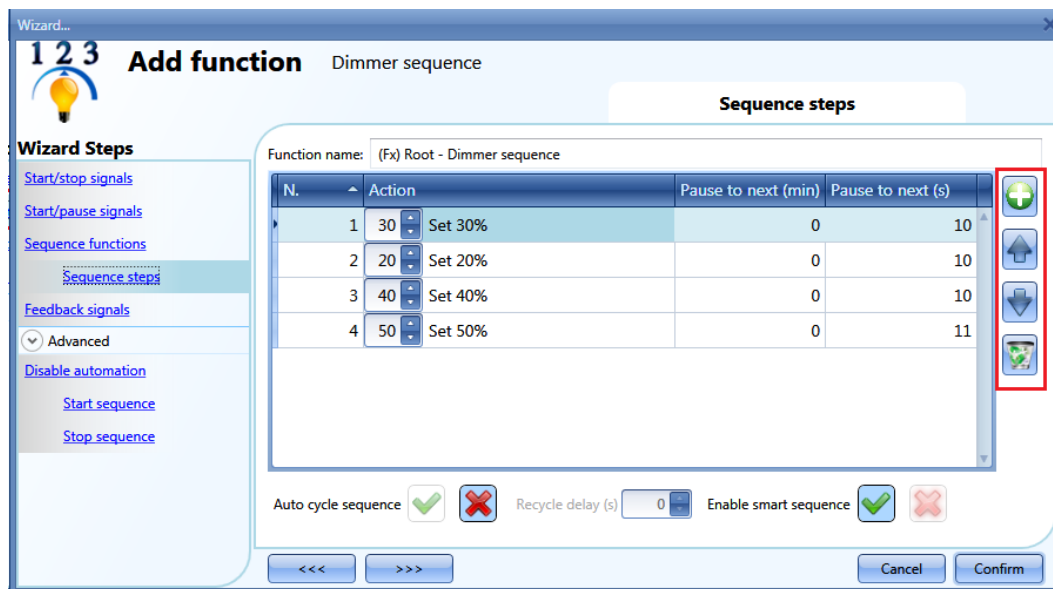 Wizard...
1 2 3
Add function Dimmer sequence
Sequence steps
Wizard Steps
Start/stop signals
Start/pause signals
Sequence functions
Sequence steps
Feedback signals
Advanced
Disable automation
Start sequence
Stop sequence
Function name: (Fx) Root - Dimmer sequence
N. Action Pause to next (min) Pause to next (s)
1 30 Set 30% 0 10
2 20 Set 20% 0 10
3 40 Set 40% 0 10
4 50 Set 50% 0 11
Auto cycle sequence Recycle delay (s) 0 Enable smart sequence
<<< >>> Cancel Confirm